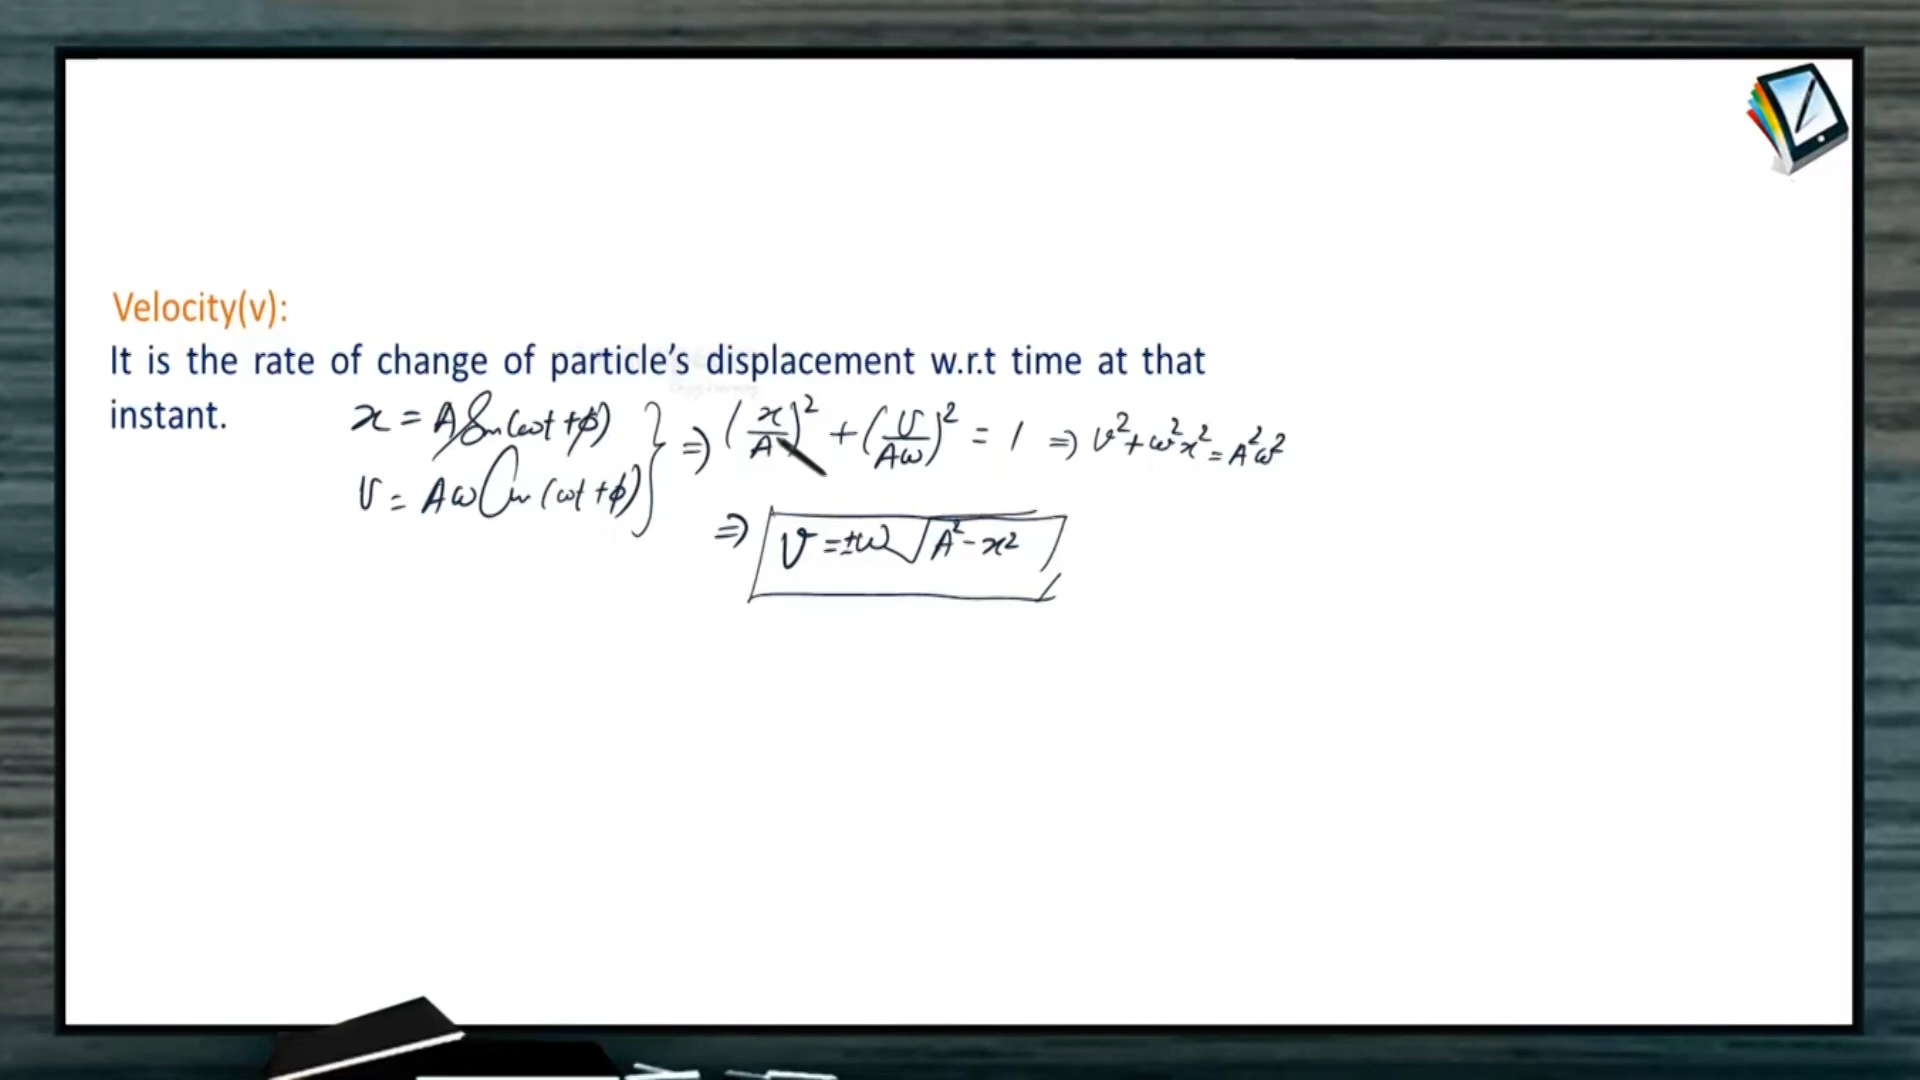 Velocity(v):
It is the rate of change of particle's displacement w.r.t time at that
instant.
x = A Sin(ωt + φ)
v = Aω Cos(ωt + φ) } ⇒ (x/A)² + (v/Aω)² = 1 ⇒ v² + ω²x² = A²ω²
⇒ v = ±ω √A² - x²